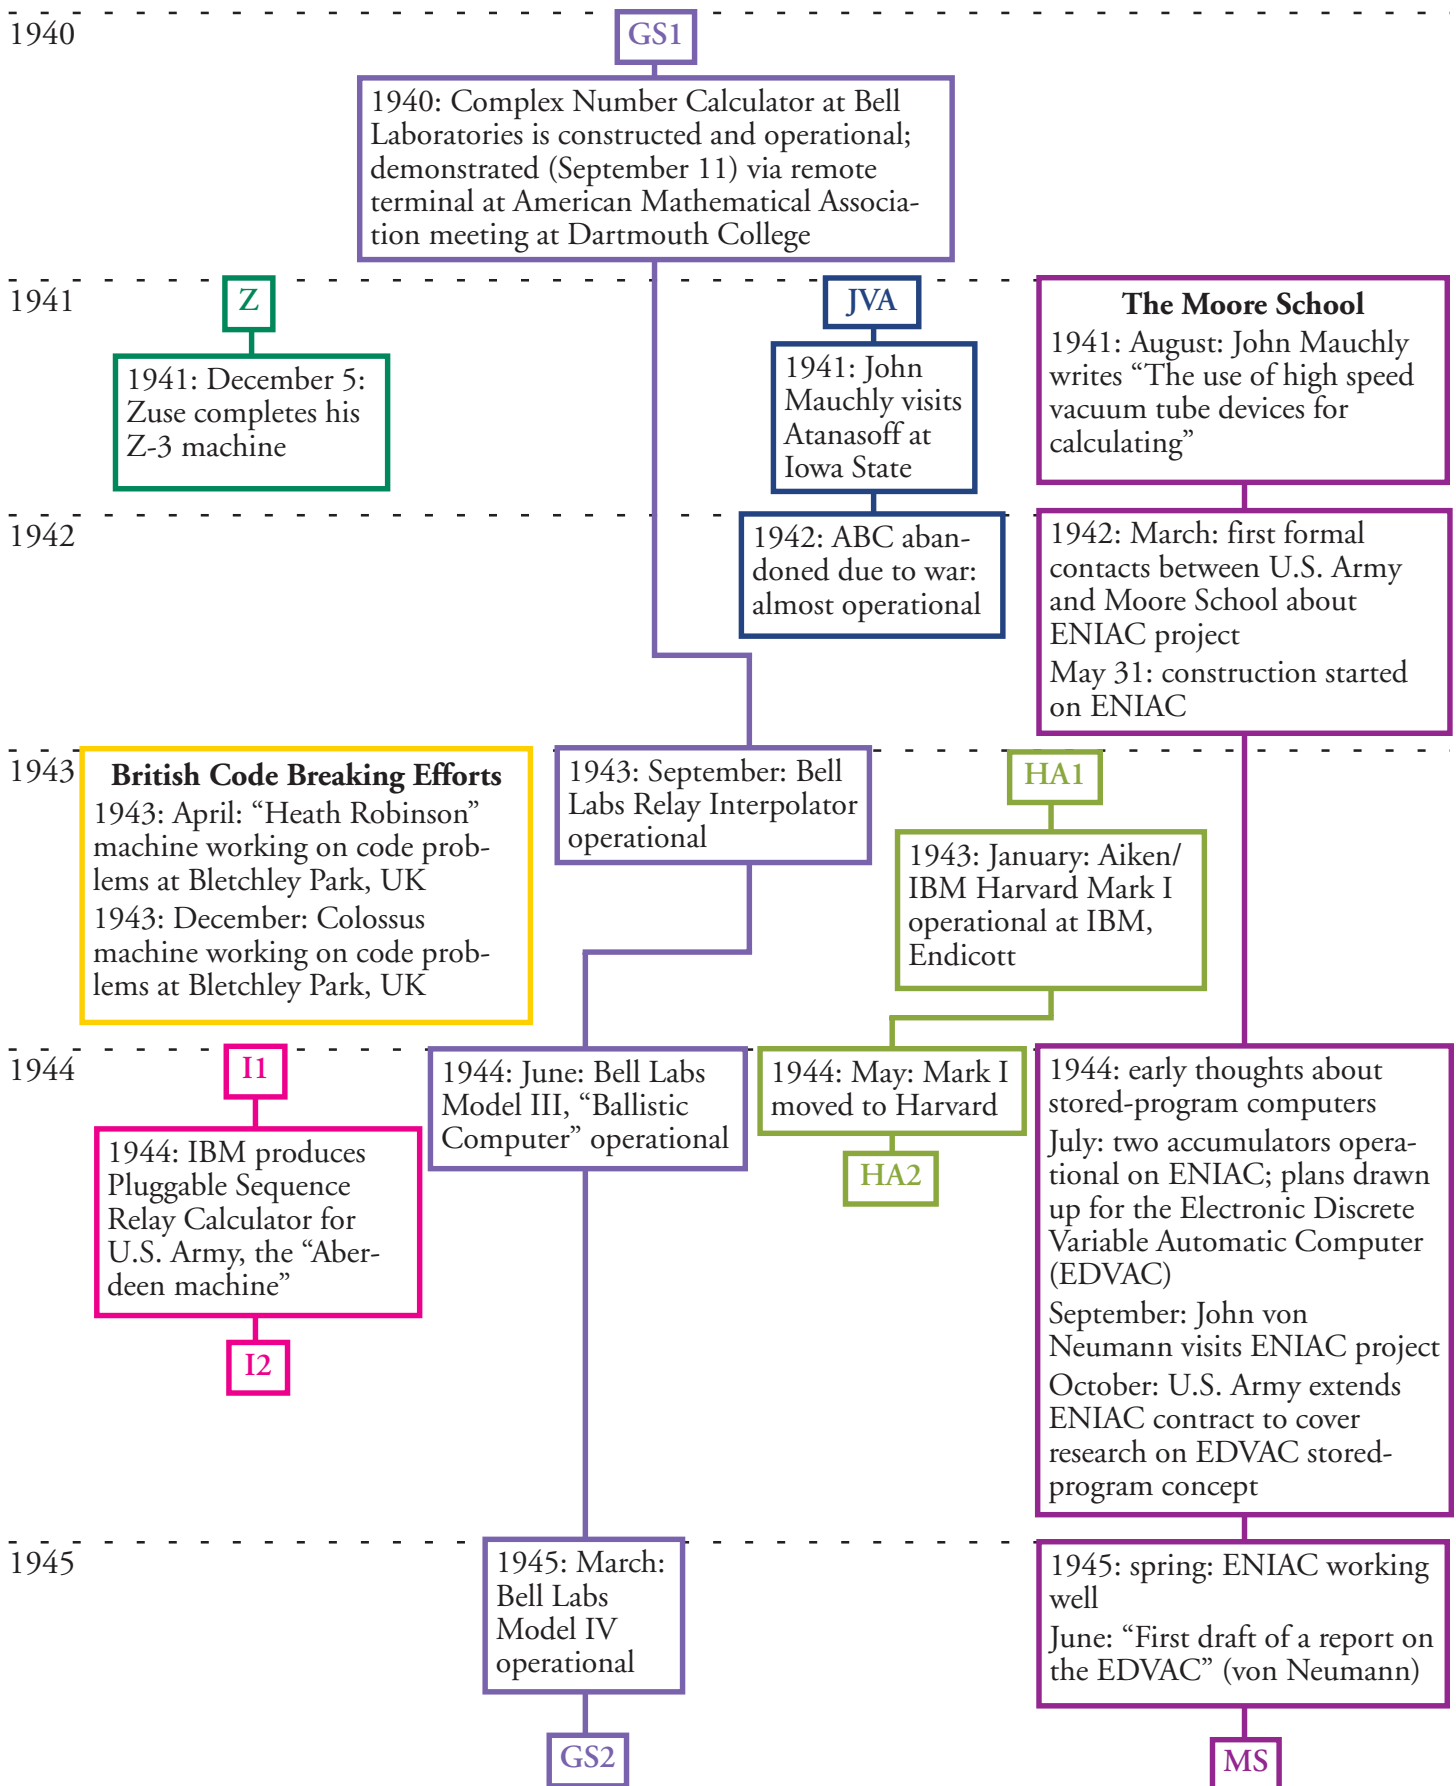 1940
GS1
1940: Complex Number Calculator at Bell
Laboratories is constructed and operational;
demonstrated (September 11) via remote
terminal at American Mathematical Associa-
tion meeting at Dartmouth College
1941
Z
1941: December 5:
Zuse completes his
Z-3 machine
JVA
1941: John
Mauchly visits
Atanasoff at
Iowa State
The Moore School
1941: August: John Mauchly
writes “The use of high speed
vacuum tube devices for
calculating”
1942
1942: ABC aban-
doned due to war:
almost operational
1942: March: first formal
contacts between U.S. Army
and Moore School about
ENIAC project
May 31: construction started
on ENIAC
1943
British Code Breaking Efforts
1943: April: “Heath Robinson”
machine working on code prob-
lems at Bletchley Park, UK
1943: December: Colossus
machine working on code prob-
lems at Bletchley Park, UK
1943: September: Bell
Labs Relay Interpolator
operational
HA1
1943: January: Aiken/
IBM Harvard Mark I
operational at IBM,
Endicott
1944
I1
1944: IBM produces
Pluggable Sequence
Relay Calculator for
U.S. Army, the “Aber-
deen machine”
I2
1944: June: Bell Labs
Model III, “Ballistic
Computer” operational
1944: May: Mark I
moved to Harvard
HA2
1944: early thoughts about
stored-program computers
July: two accumulators opera-
tional on ENIAC; plans drawn
up for the Electronic Discrete
Variable Automatic Computer
(EDVAC)
September: John von
Neumann visits ENIAC project
October: U.S. Army extends
ENIAC contract to cover
research on EDVAC stored-
program concept
1945
1945: March:
Bell Labs
Model IV
operational
GS2
1945: spring: ENIAC working
well
June: “First draft of a report on
the EDVAC” (von Neumann)
MS